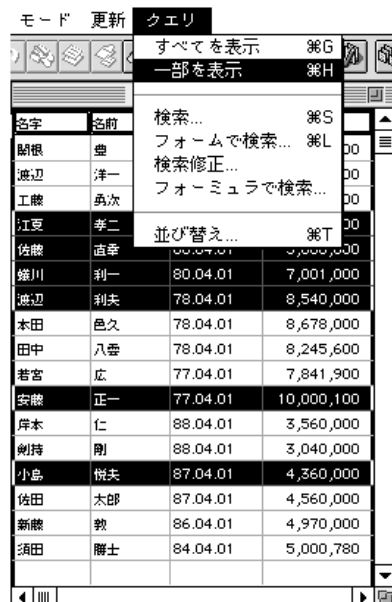 モード 更新 クエリ
すべてを表示 ⌘G
一部を表示 ⌘H
検索... ⌘S
フォームで検索... ⌘L
検索修正...
フォーミュラで検索...
並び替え... ⌘T
名字 名前
関根 豊 00
渡辺 洋一 00
工藤 勇次 00
江夏 孝二 00
佐藤 直幸
蜷川 利一 80.04.01 7,001,000
渡辺 利夫 78.04.01 8,540,000
本田 邑久 78.04.01 8,678,000
田中 八雲 78.04.01 8,245,600
若宮 広 77.04.01 7,841,900
安藤 正一 77.04.01 10,000,100
岸本 仁 88.04.01 3,560,000
剣持 剛 88.04.01 3,040,000
小島 悦夫 87.04.01 4,360,000
佐田 太郎 87.04.01 4,560,000
新藤 敦 86.04.01 4,970,000
須田 勝士 84.04.01 5,000,780